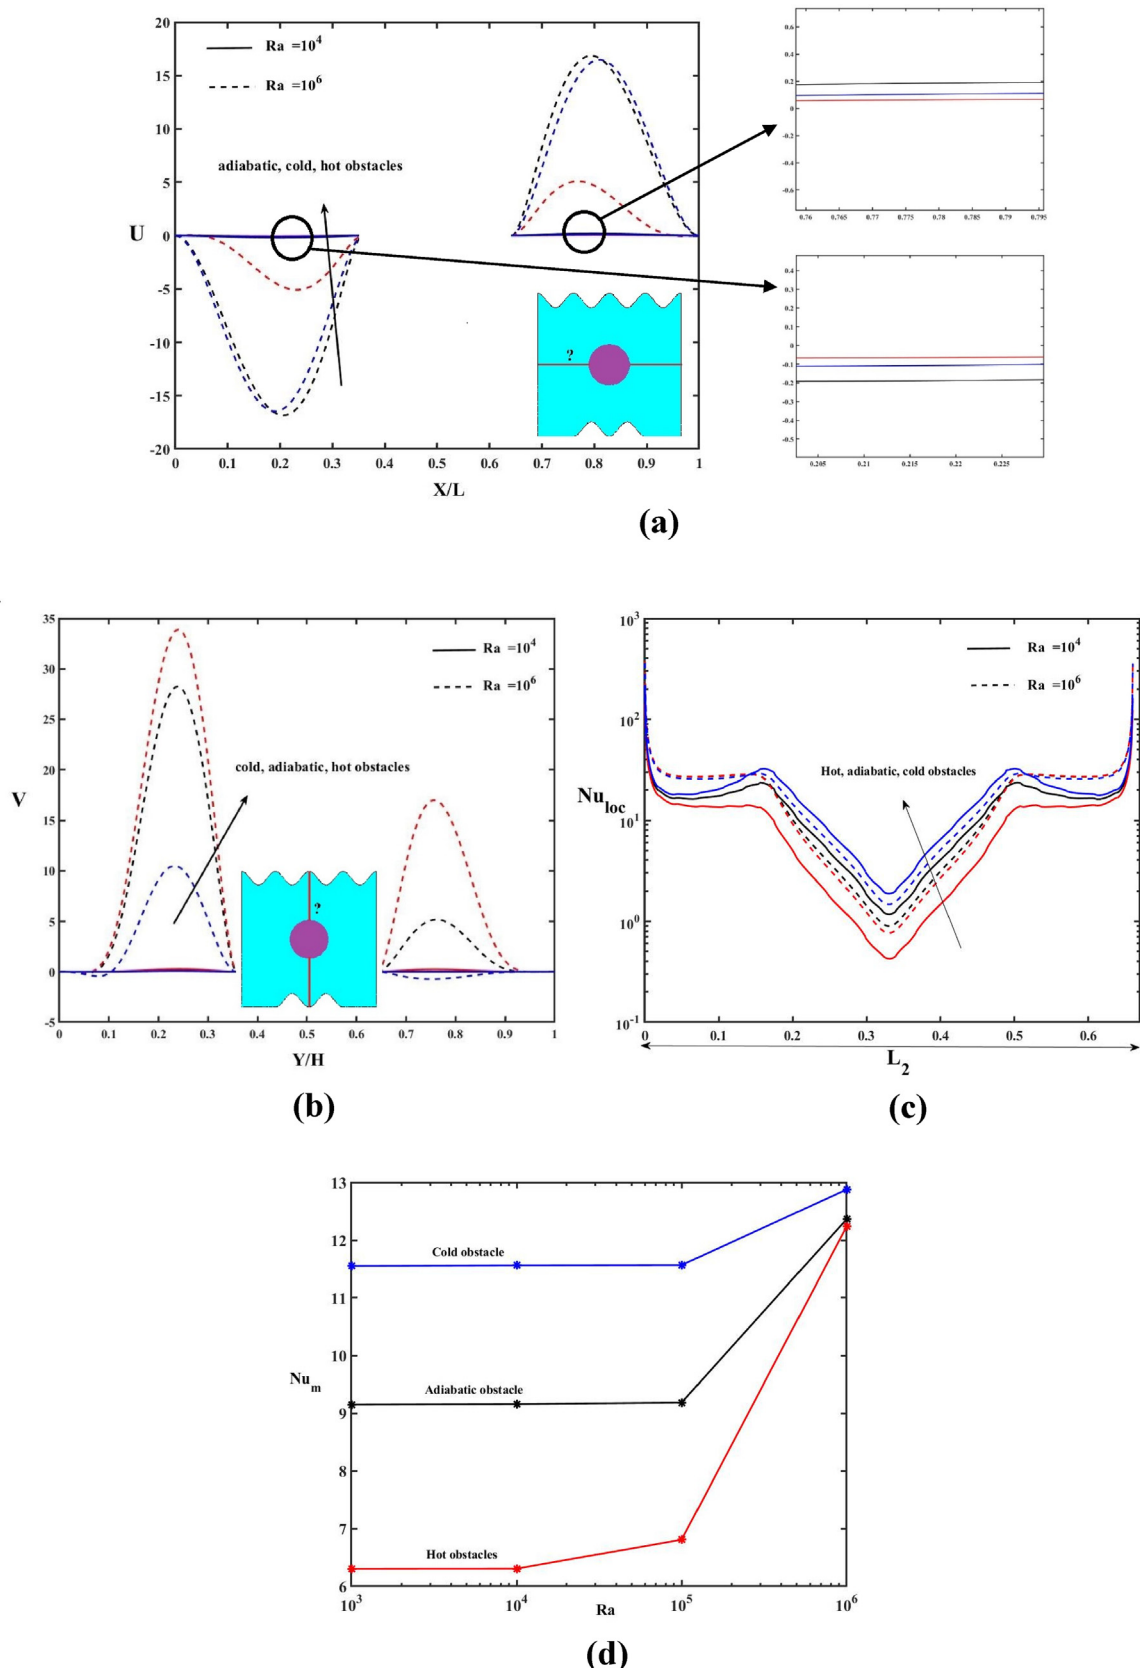 20
15
10
5
0
-5
-10
-15
-20
U
Ra =10^4
Ra =10^6
adiabatic, cold, hot obstacles
?
0 0.1 0.2 0.3 0.4 0.5 0.6 0.7 0.8 0.9 1
X/L
0.6
0.4
0.2
0
-0.2
-0.4
-0.6
0.76 0.765 0.77 0.775 0.78 0.785 0.79 0.795
0.4
0.3
0.2
0.1
0
-0.1
-0.2
-0.3
-0.4
-0.5
0.205 0.21 0.215 0.22 0.225
(a)
35
30
25
20
15
10
5
0
-5
V
Ra =10^4
Ra =10^6
cold, adiabatic, hot obstacles
?
0 0.1 0.2 0.3 0.4 0.5 0.6 0.7 0.8 0.9 1
Y/H
(b)
10^3
10^2
10^1
10^0
10^-1
Nu_loc
Ra =10^4
Ra =10^6
Hot, adiabatic, cold obstacles
0 0.1 0.2 0.3 0.4 0.5 0.6
L_2
(c)
13
12
11
10
9
8
7
6
Nu_m
Cold obstacle
Adiabatic obstacle
Hot obstacles
10^3 10^4 10^5 10^6
Ra
(d)